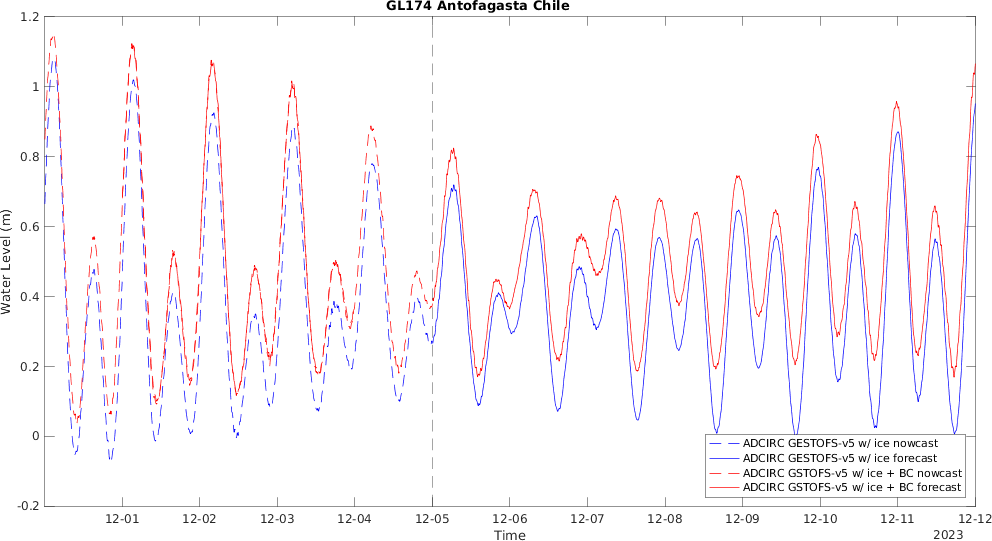 GL174 Antofagasta Chile
1.2
1
0.8
0.6
0.4
0.2
0
-0.2
Water Level (m)
12-01 12-02 12-03 12-04 12-05 12-06 12-07 12-08 12-09 12-10 12-11 12-12
Time
2023
ADCIRC GESTOFS-v5 w/ ice nowcast
ADCIRC GESTOFS-v5 w/ ice forecast
ADCIRC GSTOFS-v5 w/ ice + BC nowcast
ADCIRC GSTOFS-v5 w/ ice + BC forecast